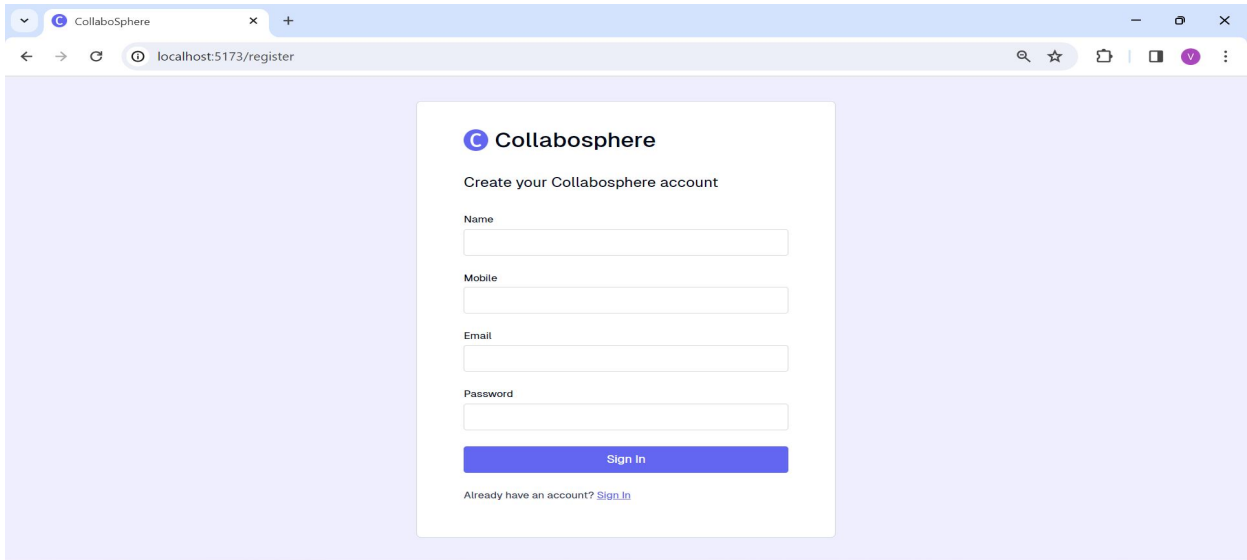 CollaboSphere
localhost:5173/register
V
C Collabosphere
Create your Collabosphere account
Name
Mobile
Email
Password
Sign In
Already have an account? Sign In